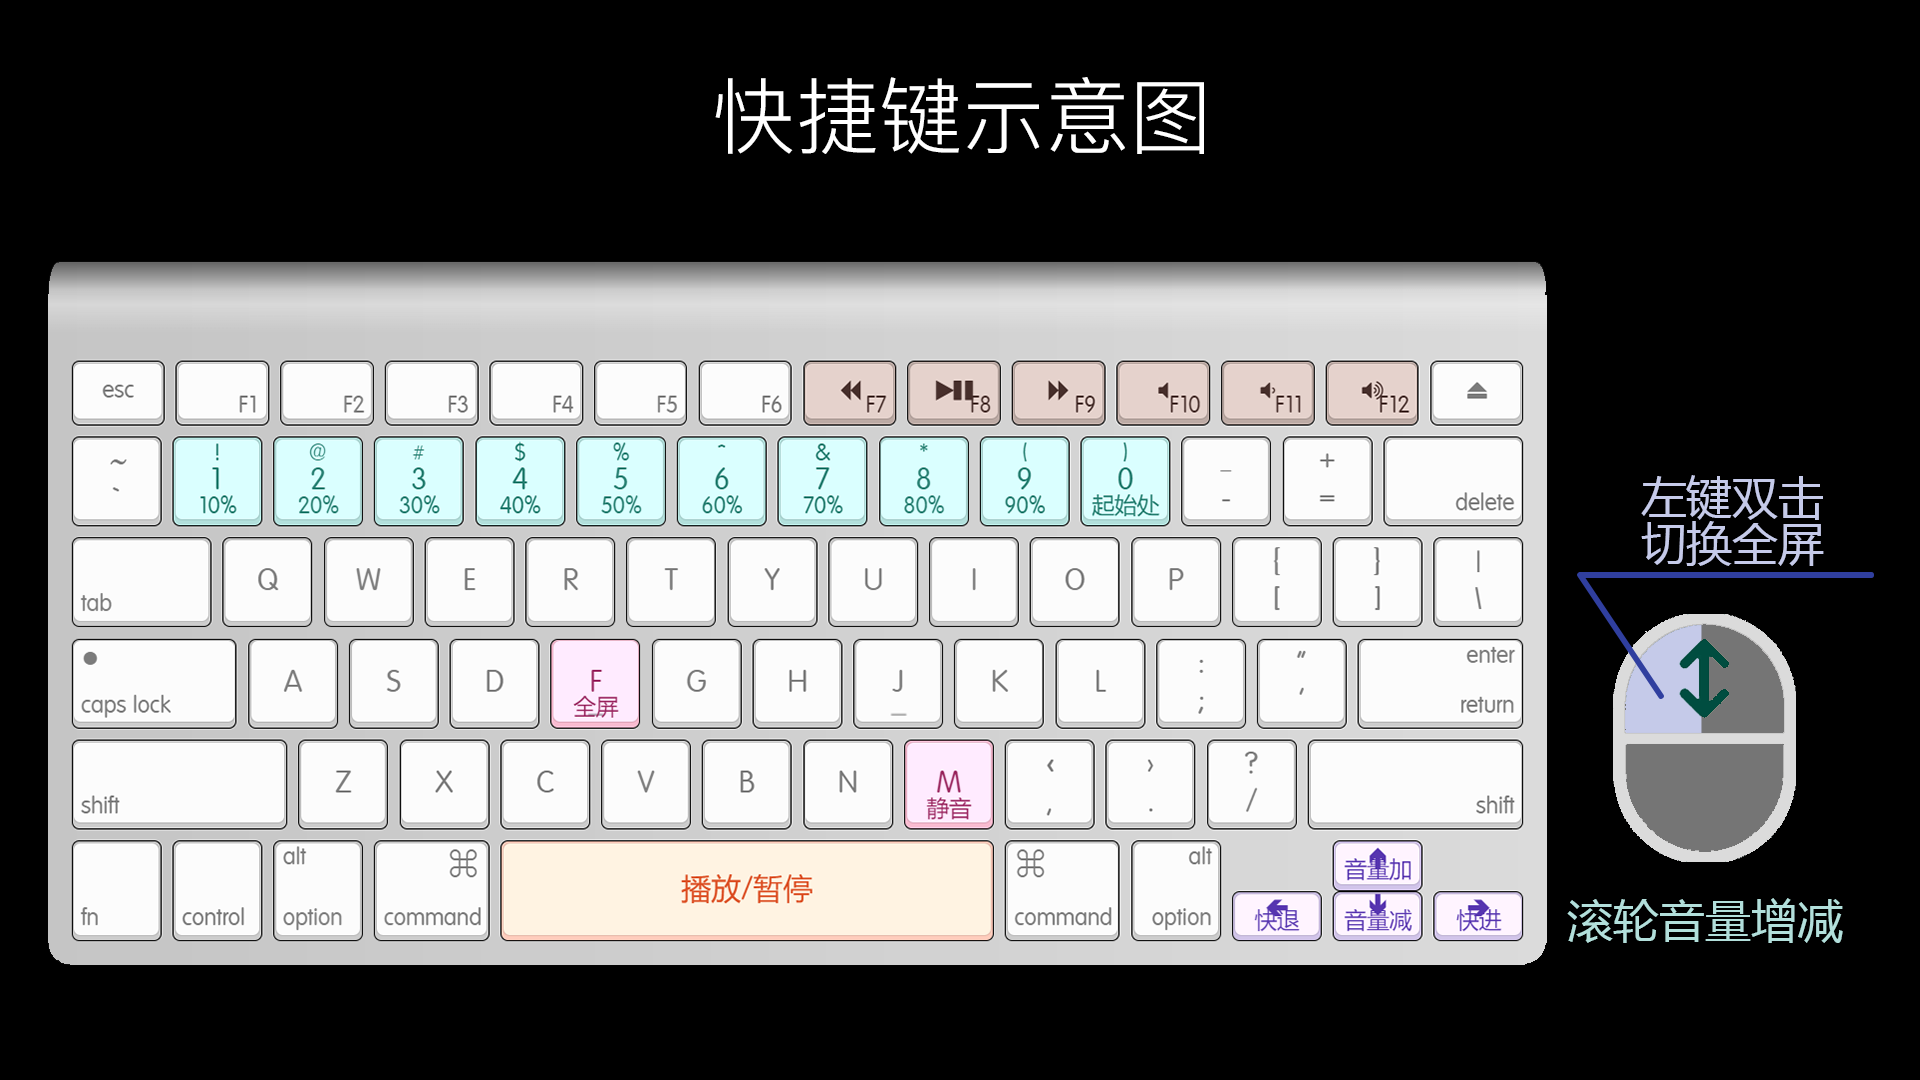 快捷键示意图
esc F1 F2 F3 F4 F5 F6 F7 F8 F9 F10 F11 F12
~ ! @ # $ % ^ & * ( ) _ +
` 1 2 3 4 5 6 7 8 9 0 - =
10% 20% 30% 40% 50% 60% 70% 80% 90% 起始处 delete
左键双击
切换全屏
tab Q W E R T Y U I O P { } |
[ ] \
caps lock A S D F G H J K L : " enter
全屏 _ ; ' return
shift Z X C V B N M ‹ › ? shift
静音 , . /
fn control alt ⌘ 播放/暂停 ⌘ alt 音量加
option command command option 快退 音量减 快进
滚轮音量增减